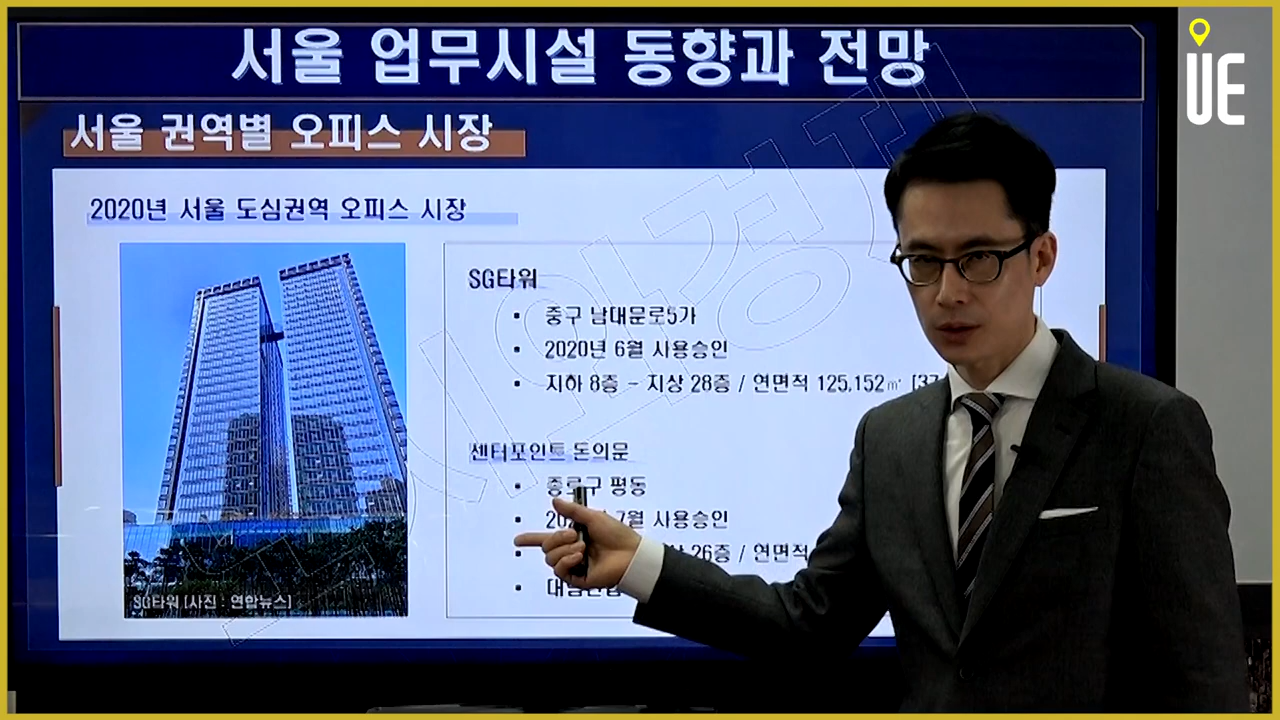 서울 업무시설 동향과 전망
UE
서울 권역별 오피스 시장
2020년 서울 도심권역 오피스 시장
SG타워
• 중구 남대문로5가
• 2020년 6월 사용승인
• 지하 8층 - 지상 28층 / 연면적 125,152㎡ [37
센터포인트 돈의문
• 종로구 평동
• 7월 사용승인
• 26층 / 연면적
•
SG타워 [사진 : 연합뉴스]